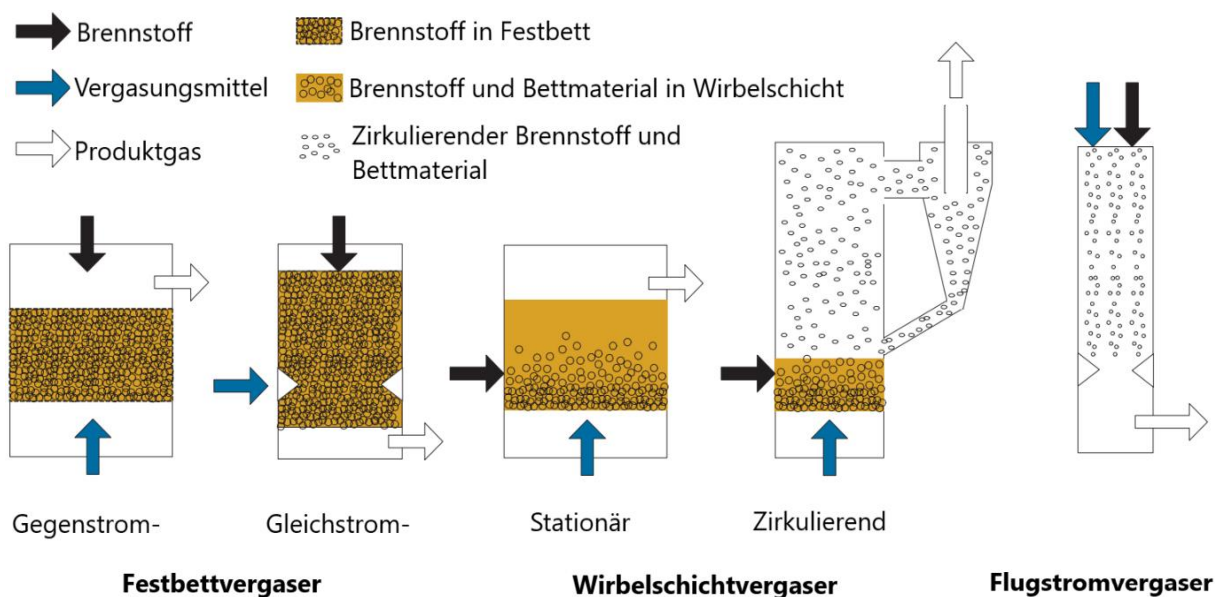 Brennstoff
Brennstoff in Festbett
Vergasungsmittel
Brennstoff und Bettmaterial in Wirbelschicht
Produktgas
Zirkulierender Brennstoff und
Bettmaterial
Gegenstrom-
Gleichstrom-
Stationär
Zirkulierend
Festbettvergaser
Wirbelschichtvergaser
Flugstromvergaser